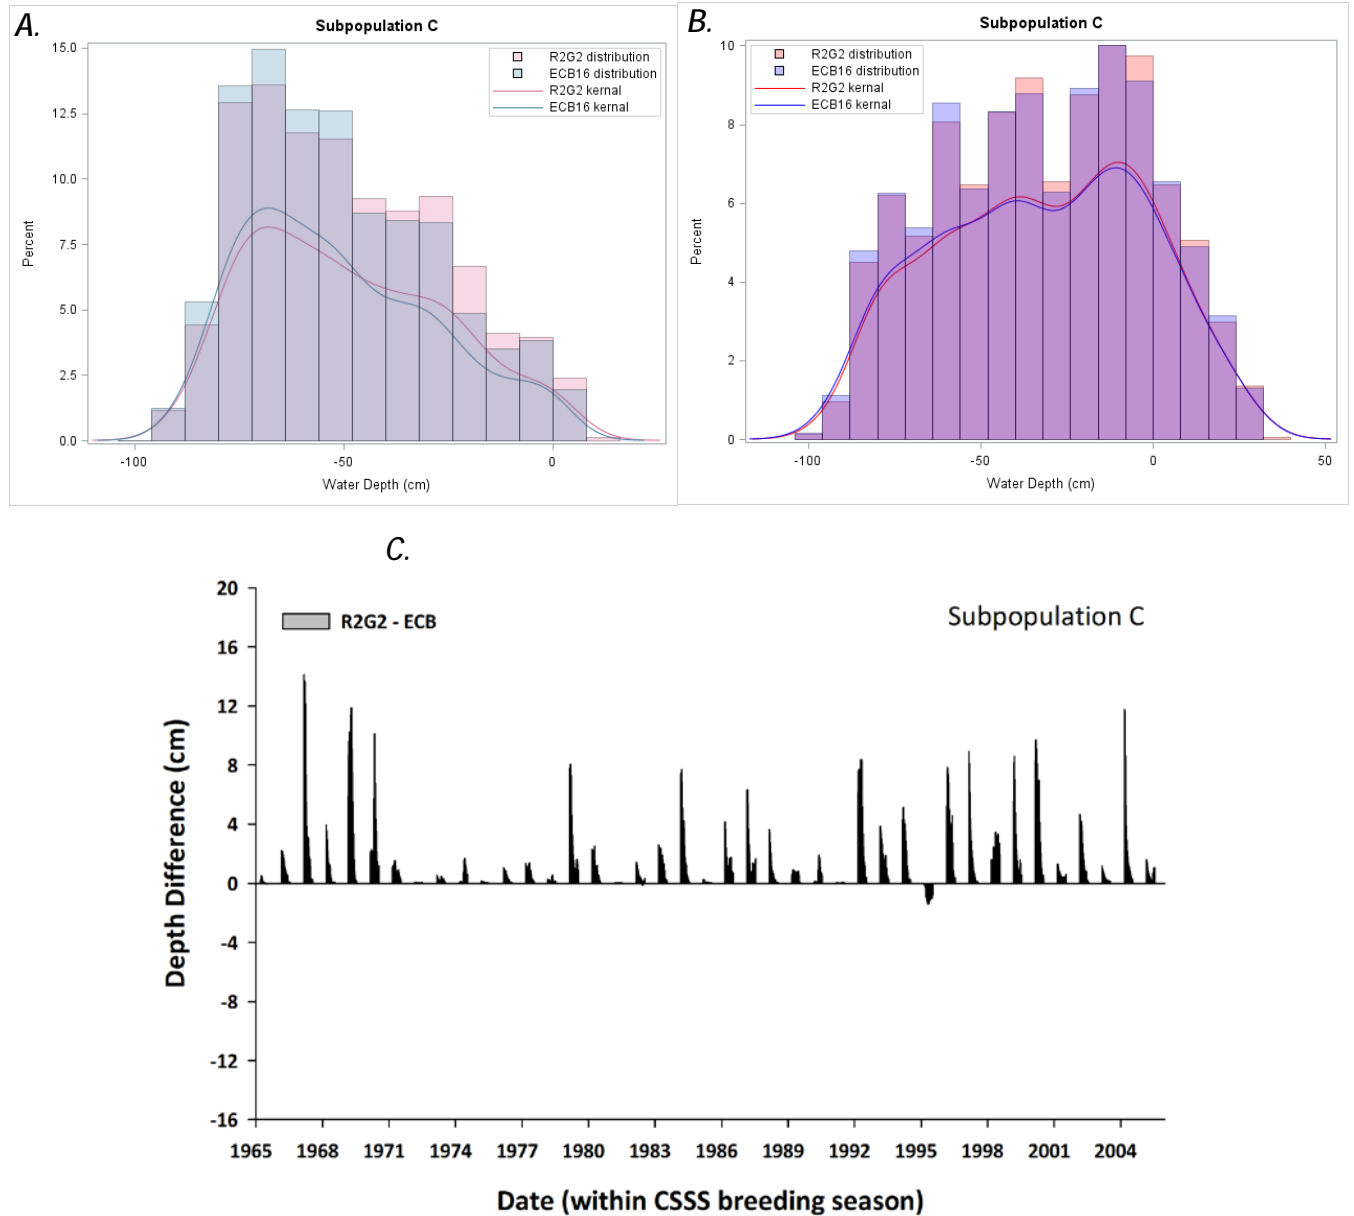 A.
Subpopulation C
R2G2 distribution
ECB16 distribution
R2G2 kernal
ECB16 kernal
15.0
12.5
10.0
7.5
5.0
2.5
0.0
Percent
-100
-50
0
Water Depth (cm)
B.
Subpopulation C
R2G2 distribution
ECB16 distribution
R2G2 kernal
ECB16 kernal
10
8
6
4
2
0
Percent
-100
-50
0
50
Water Depth (cm)
C.
R2G2 - ECB
Subpopulation C
20
16
12
8
4
0
-4
-8
-12
-16
Depth Difference (cm)
1965 1968 1971 1974 1977 1980 1983 1986 1989 1992 1995 1998 2001 2004
Date (within CSSS breeding season)